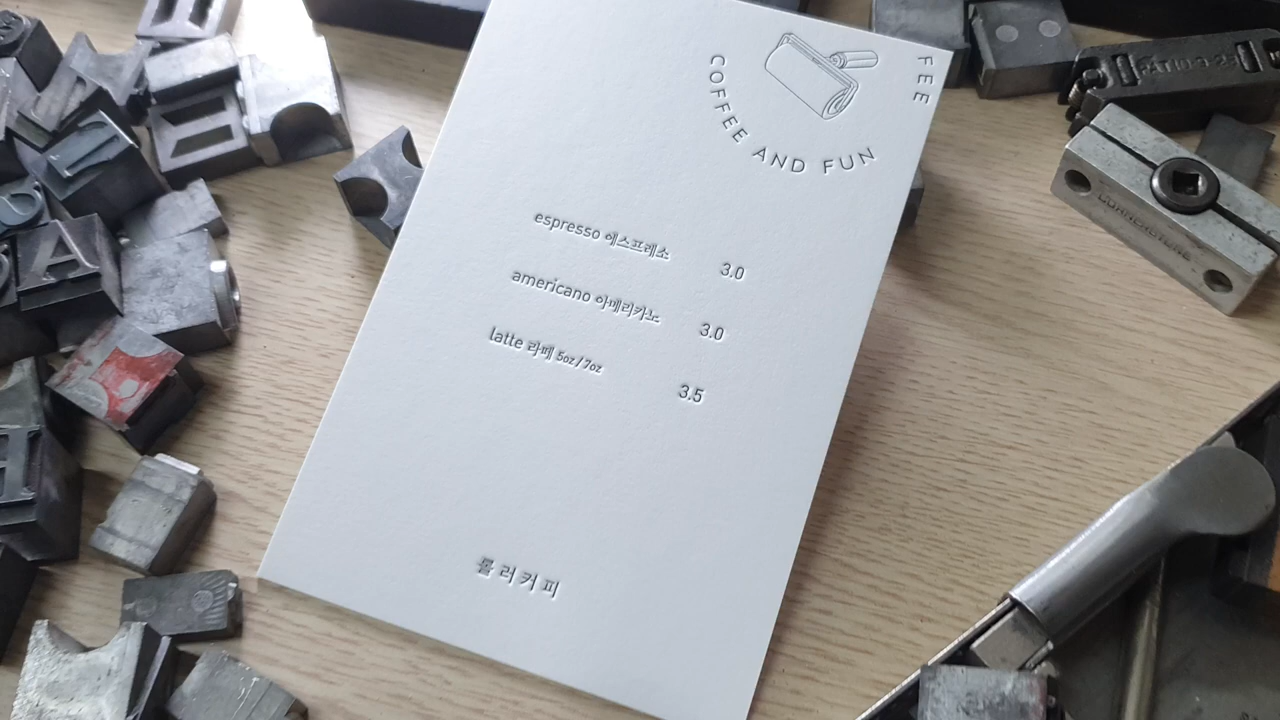 COFFEE AND FUN
FEE
espresso 에스프레소 3.0
americano 아메리카노 3.0
latte 라떼 5oz / 7oz 3.5
롤러커피
A